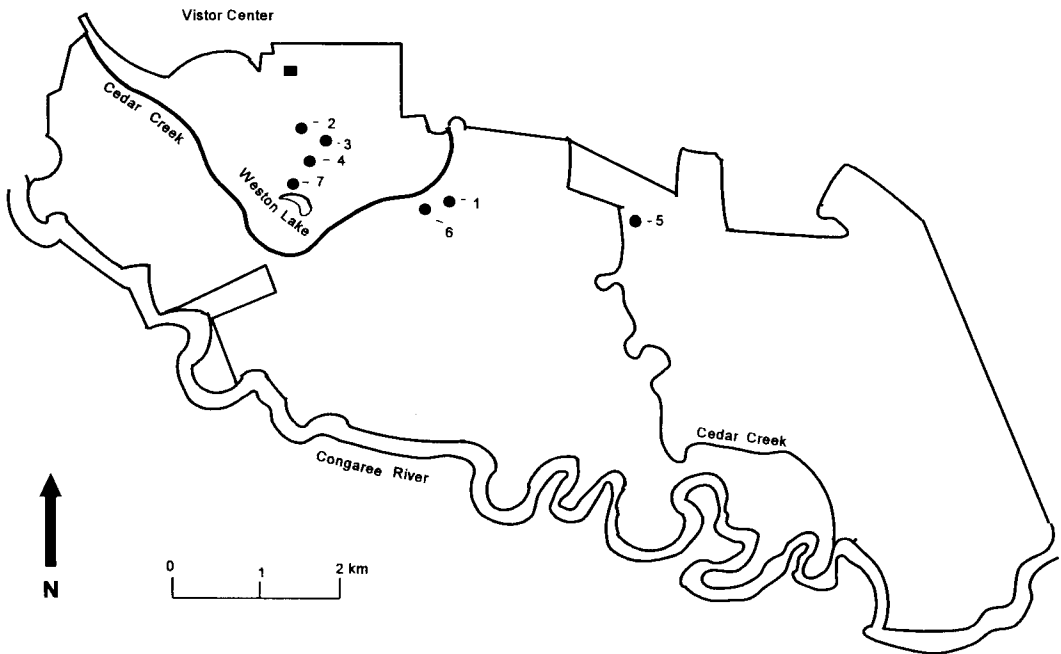 Vistor Center
Cedar Creek
- 2
- 3
- 4
- 7
Weston Lake
- 1
- 6
- 5
Cedar Creek
Congaree River
N
0 1 2 km